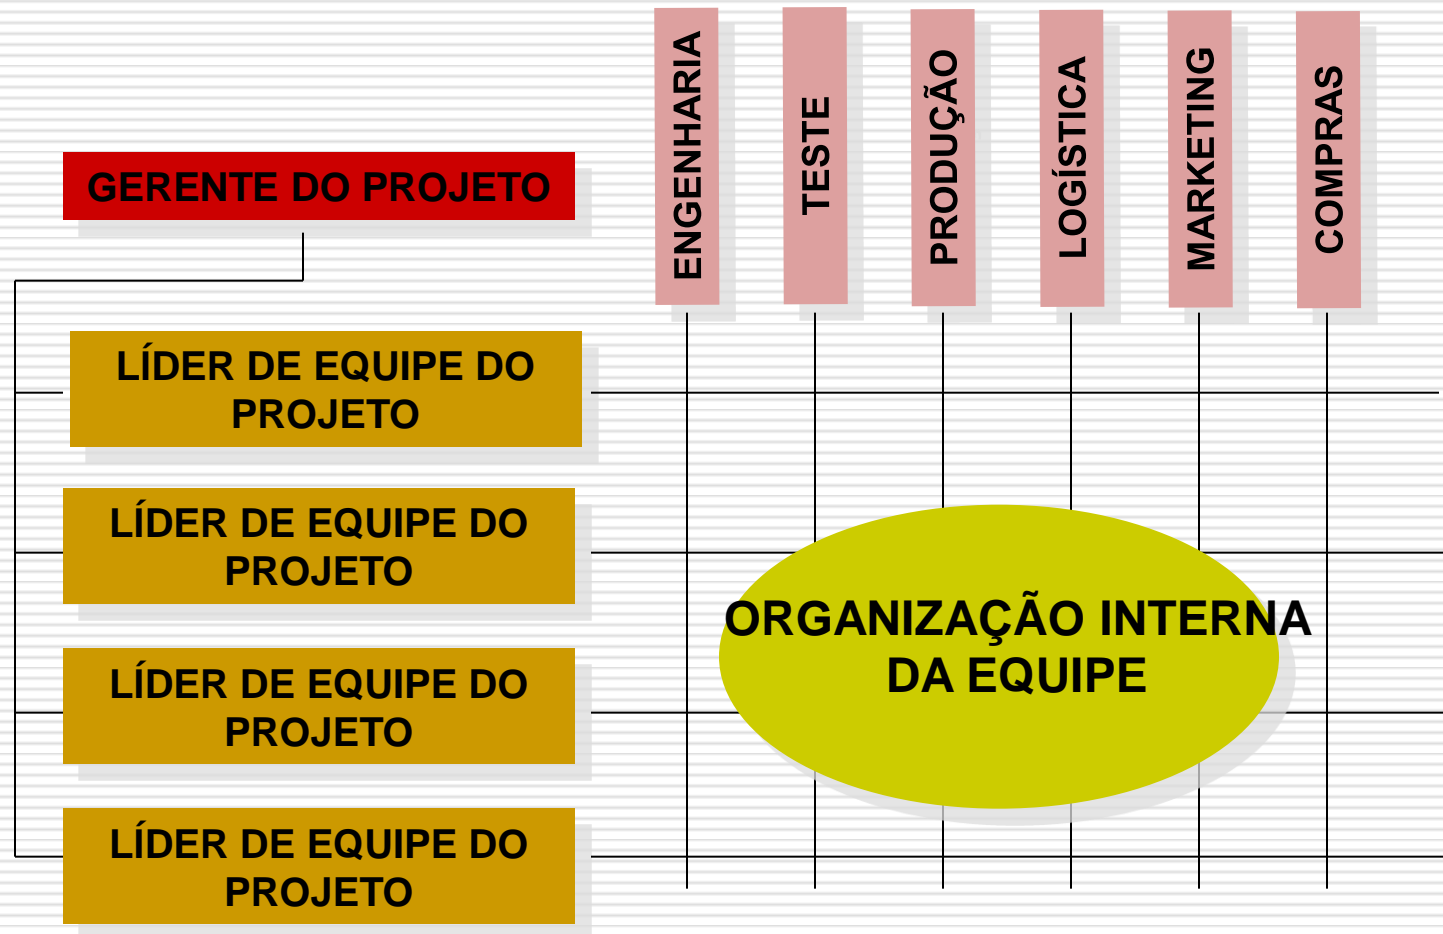 ENGENHARIA
TESTE
PRODUÇÃO
LOGÍSTICA
MARKETING
COMPRAS
GERENTE DO PROJETO
LÍDER DE EQUIPE DO
PROJETO
LÍDER DE EQUIPE DO
PROJETO
LÍDER DE EQUIPE DO
PROJETO
LÍDER DE EQUIPE DO
PROJETO
ORGANIZAÇÃO INTERNA
DA EQUIPE